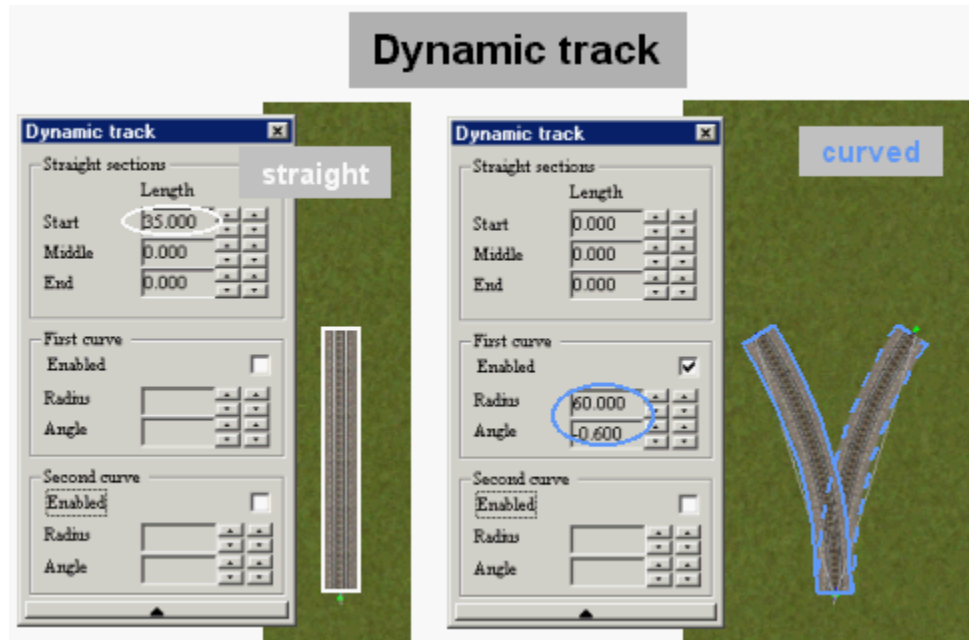 Dynamic track
Dynamic track
straight
Straight sections
Length
Start 35.000
Middle 0.000
End 0.000
First curve
Enabled
Radius
Angle
Second curve
Enabled
Radius
Angle
Dynamic track
curved
Straight sections
Length
Start 0.000
Middle 0.000
End 0.000
First curve
Enabled
Radius 60.000
Angle -0.600
Second curve
Enabled
Radius
Angle